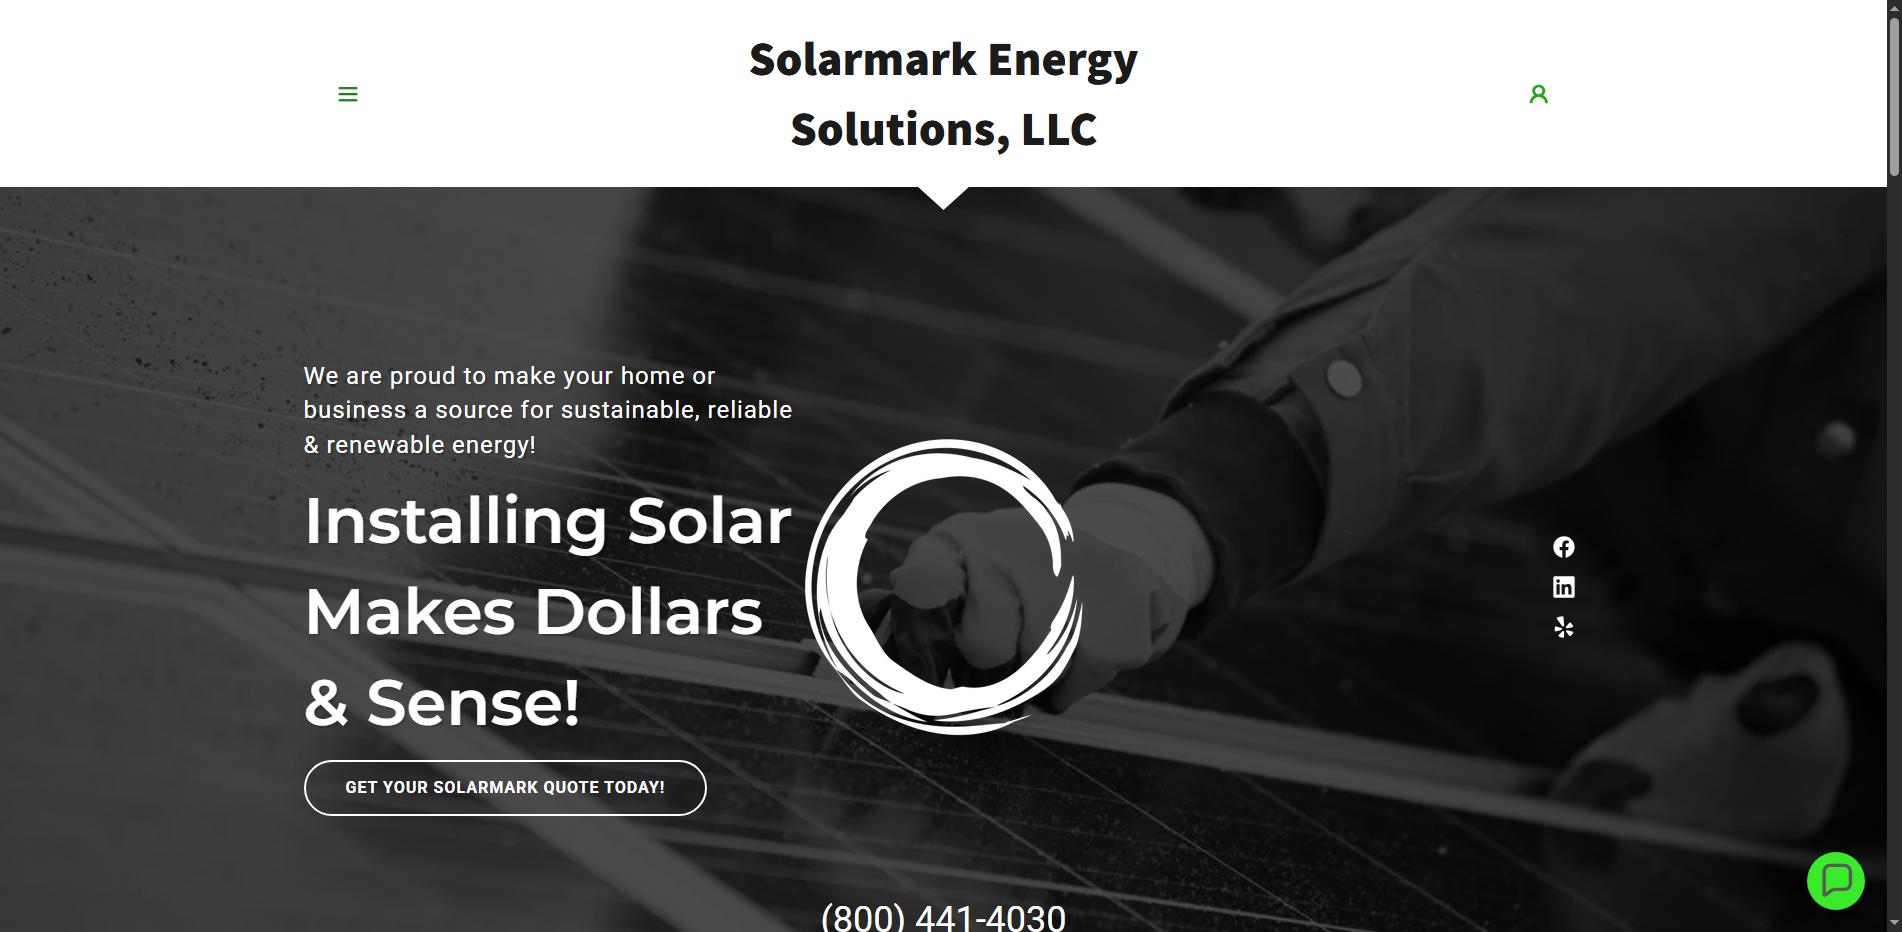 Solarmark Energy
Solutions, LLC
We are proud to make your home or
business a source for sustainable, reliable
& renewable energy!
Installing Solar
Makes Dollars
& Sense!
GET YOUR SOLARMARK QUOTE TODAY!
(800) 441-4030